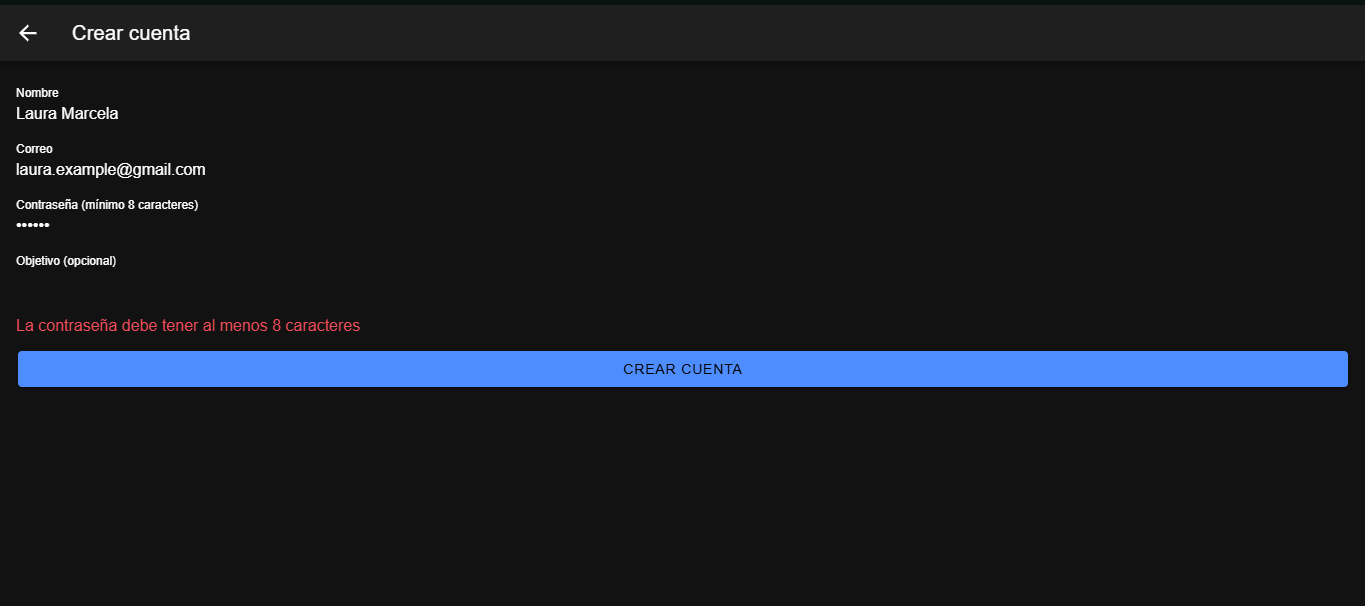 Crear cuenta
Nombre
Laura Marcela
Correo
laura.example@gmail.com
Contraseña (mínimo 8 caracteres)
••••••
Objetivo (opcional)
La contraseña debe tener al menos 8 caracteres
CREAR CUENTA